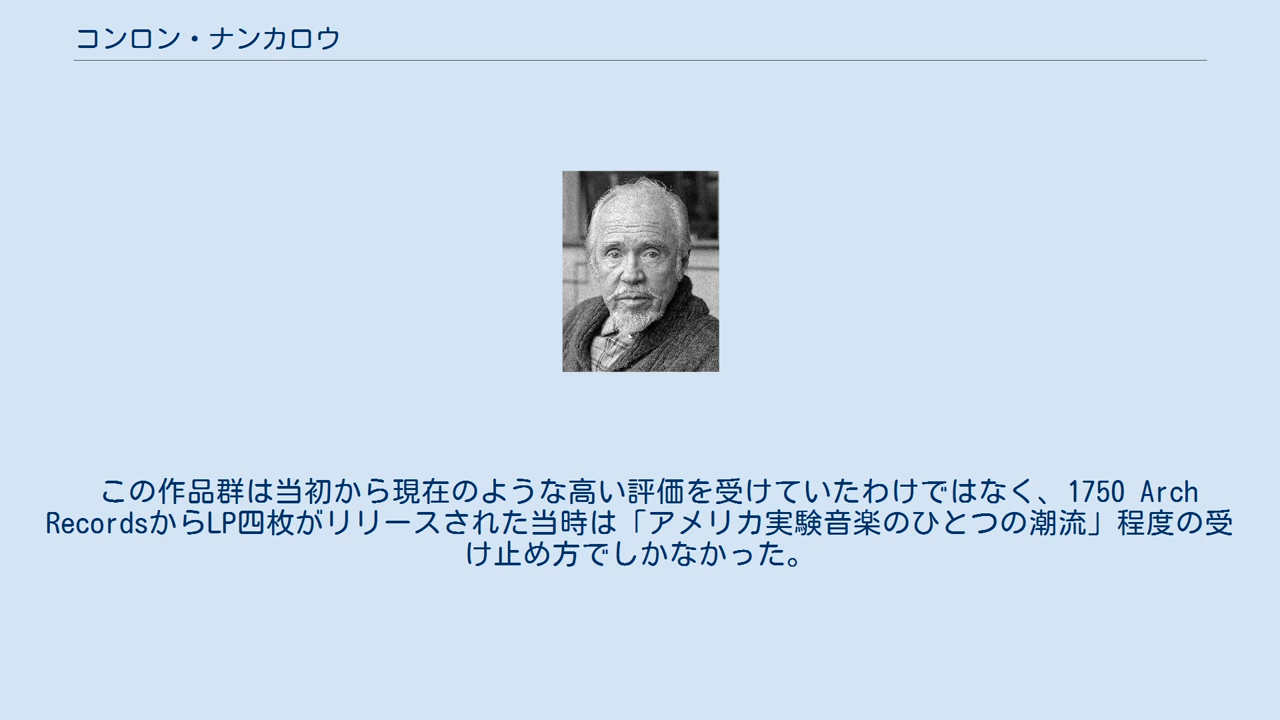 コンロン・ナンカロウ
この作品群は当初から現在のような高い評価を受けていたわけではなく、1750 Arch
RecordsからLP四枚がリリースされた当時は「アメリカ実験音楽のひとつの潮流」程度の受
け止め方でしかなかった。